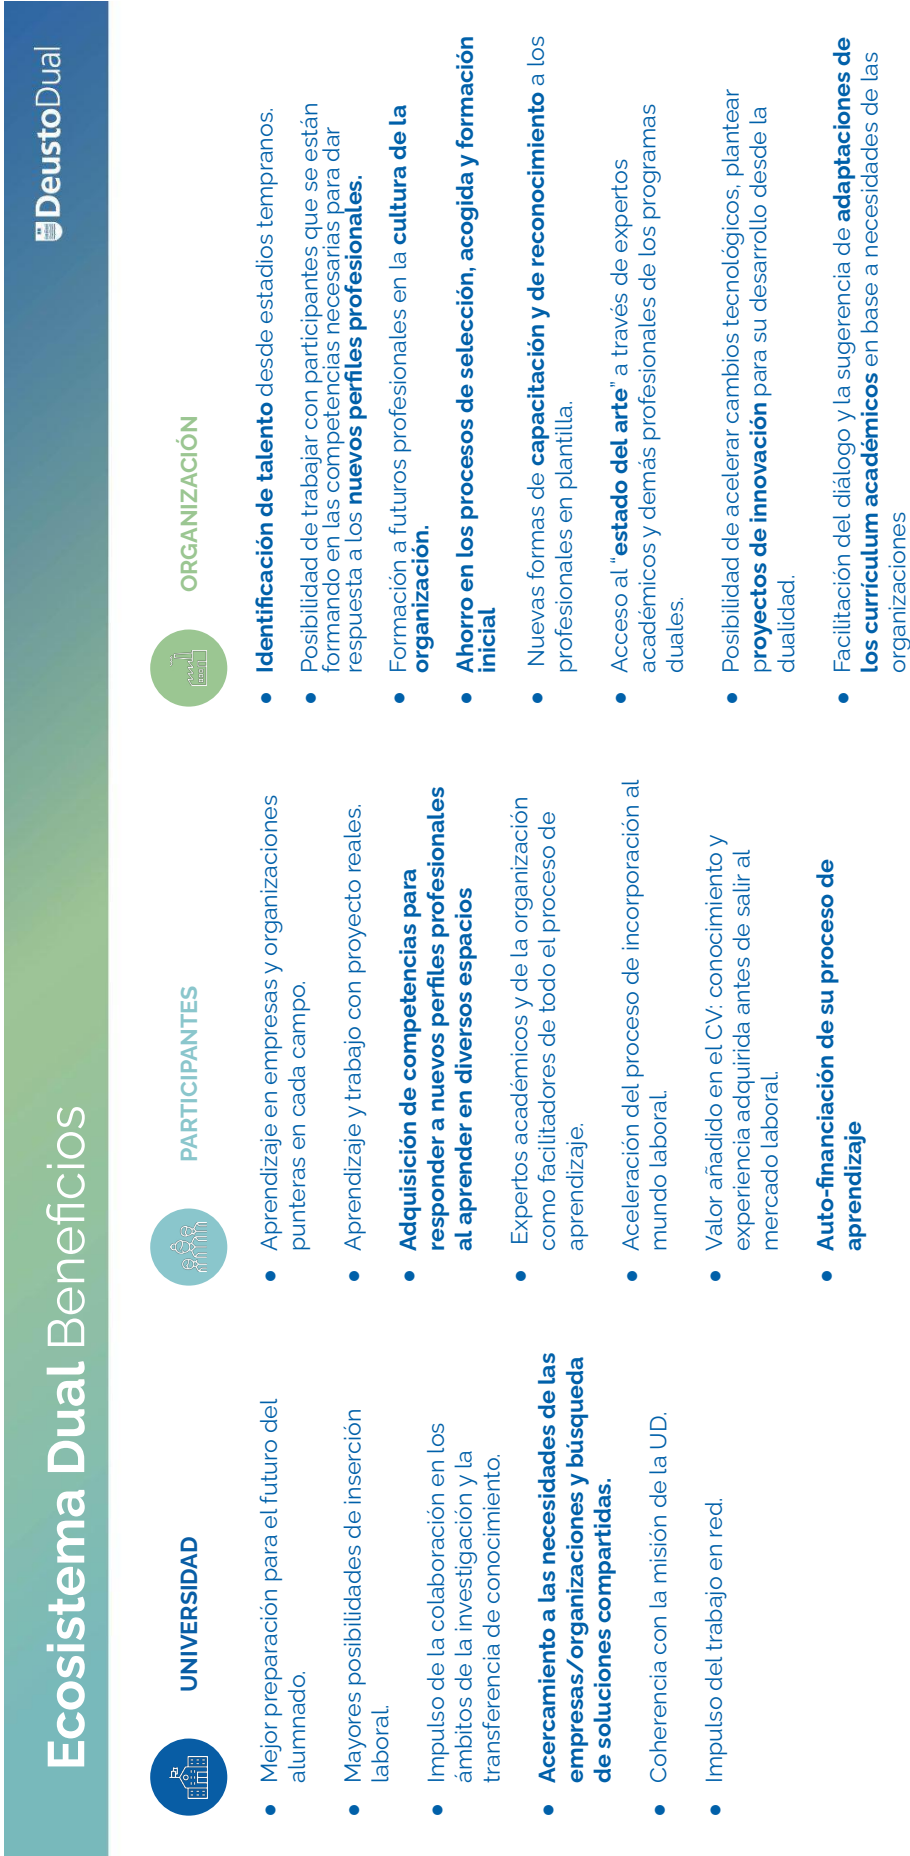 Ecosistema Dual Beneficios
DeustoDual
UNIVERSIDAD
● Mejor preparación para el futuro del
alumnado.
● Mayores posibilidades de inserción
laboral.
● Impulso de la colaboración en los
ámbitos de la investigación y la
transferencia de conocimiento.
● Acercamiento a las necesidades de las
empresas/organizaciones y búsqueda
de soluciones compartidas.
● Coherencia con la misión de la UD.
● Impulso del trabajo en red.
PARTICIPANTES
● Aprendizaje en empresas y organizaciones
punteras en cada campo.
● Aprendizaje y trabajo con proyecto reales.
● Adquisición de competencias para
responder a nuevos perfiles profesionales
al aprender en diversos espacios
● Expertos académicos y de la organización
como facilitadores de todo el proceso de
aprendizaje.
● Aceleración del proceso de incorporación al
mundo laboral.
● Valor añadido en el CV: conocimiento y
experiencia adquirida antes de salir al
mercado laboral.
● Auto-financiación de su proceso de
aprendizaje
ORGANIZACIÓN
● Identificación de talento desde estadios tempranos.
● Posibilidad de trabajar con participantes que se están
formando en las competencias necesarias para dar
respuesta a los nuevos perfiles profesionales.
● Formación a futuros profesionales en la cultura de la
organización.
● Ahorro en los procesos de selección, acogida y formación
inicial
● Nuevas formas de capacitación y de reconocimiento a los
profesionales en plantilla.
● Acceso al “estado del arte” a través de expertos
académicos y demás profesionales de los programas
duales.
● Posibilidad de acelerar cambios tecnológicos, plantear
proyectos de innovación para su desarrollo desde la
dualidad.
● Facilitación del diálogo y la sugerencia de adaptaciones de
los currículum académicos en base a necesidades de las
organizaciones